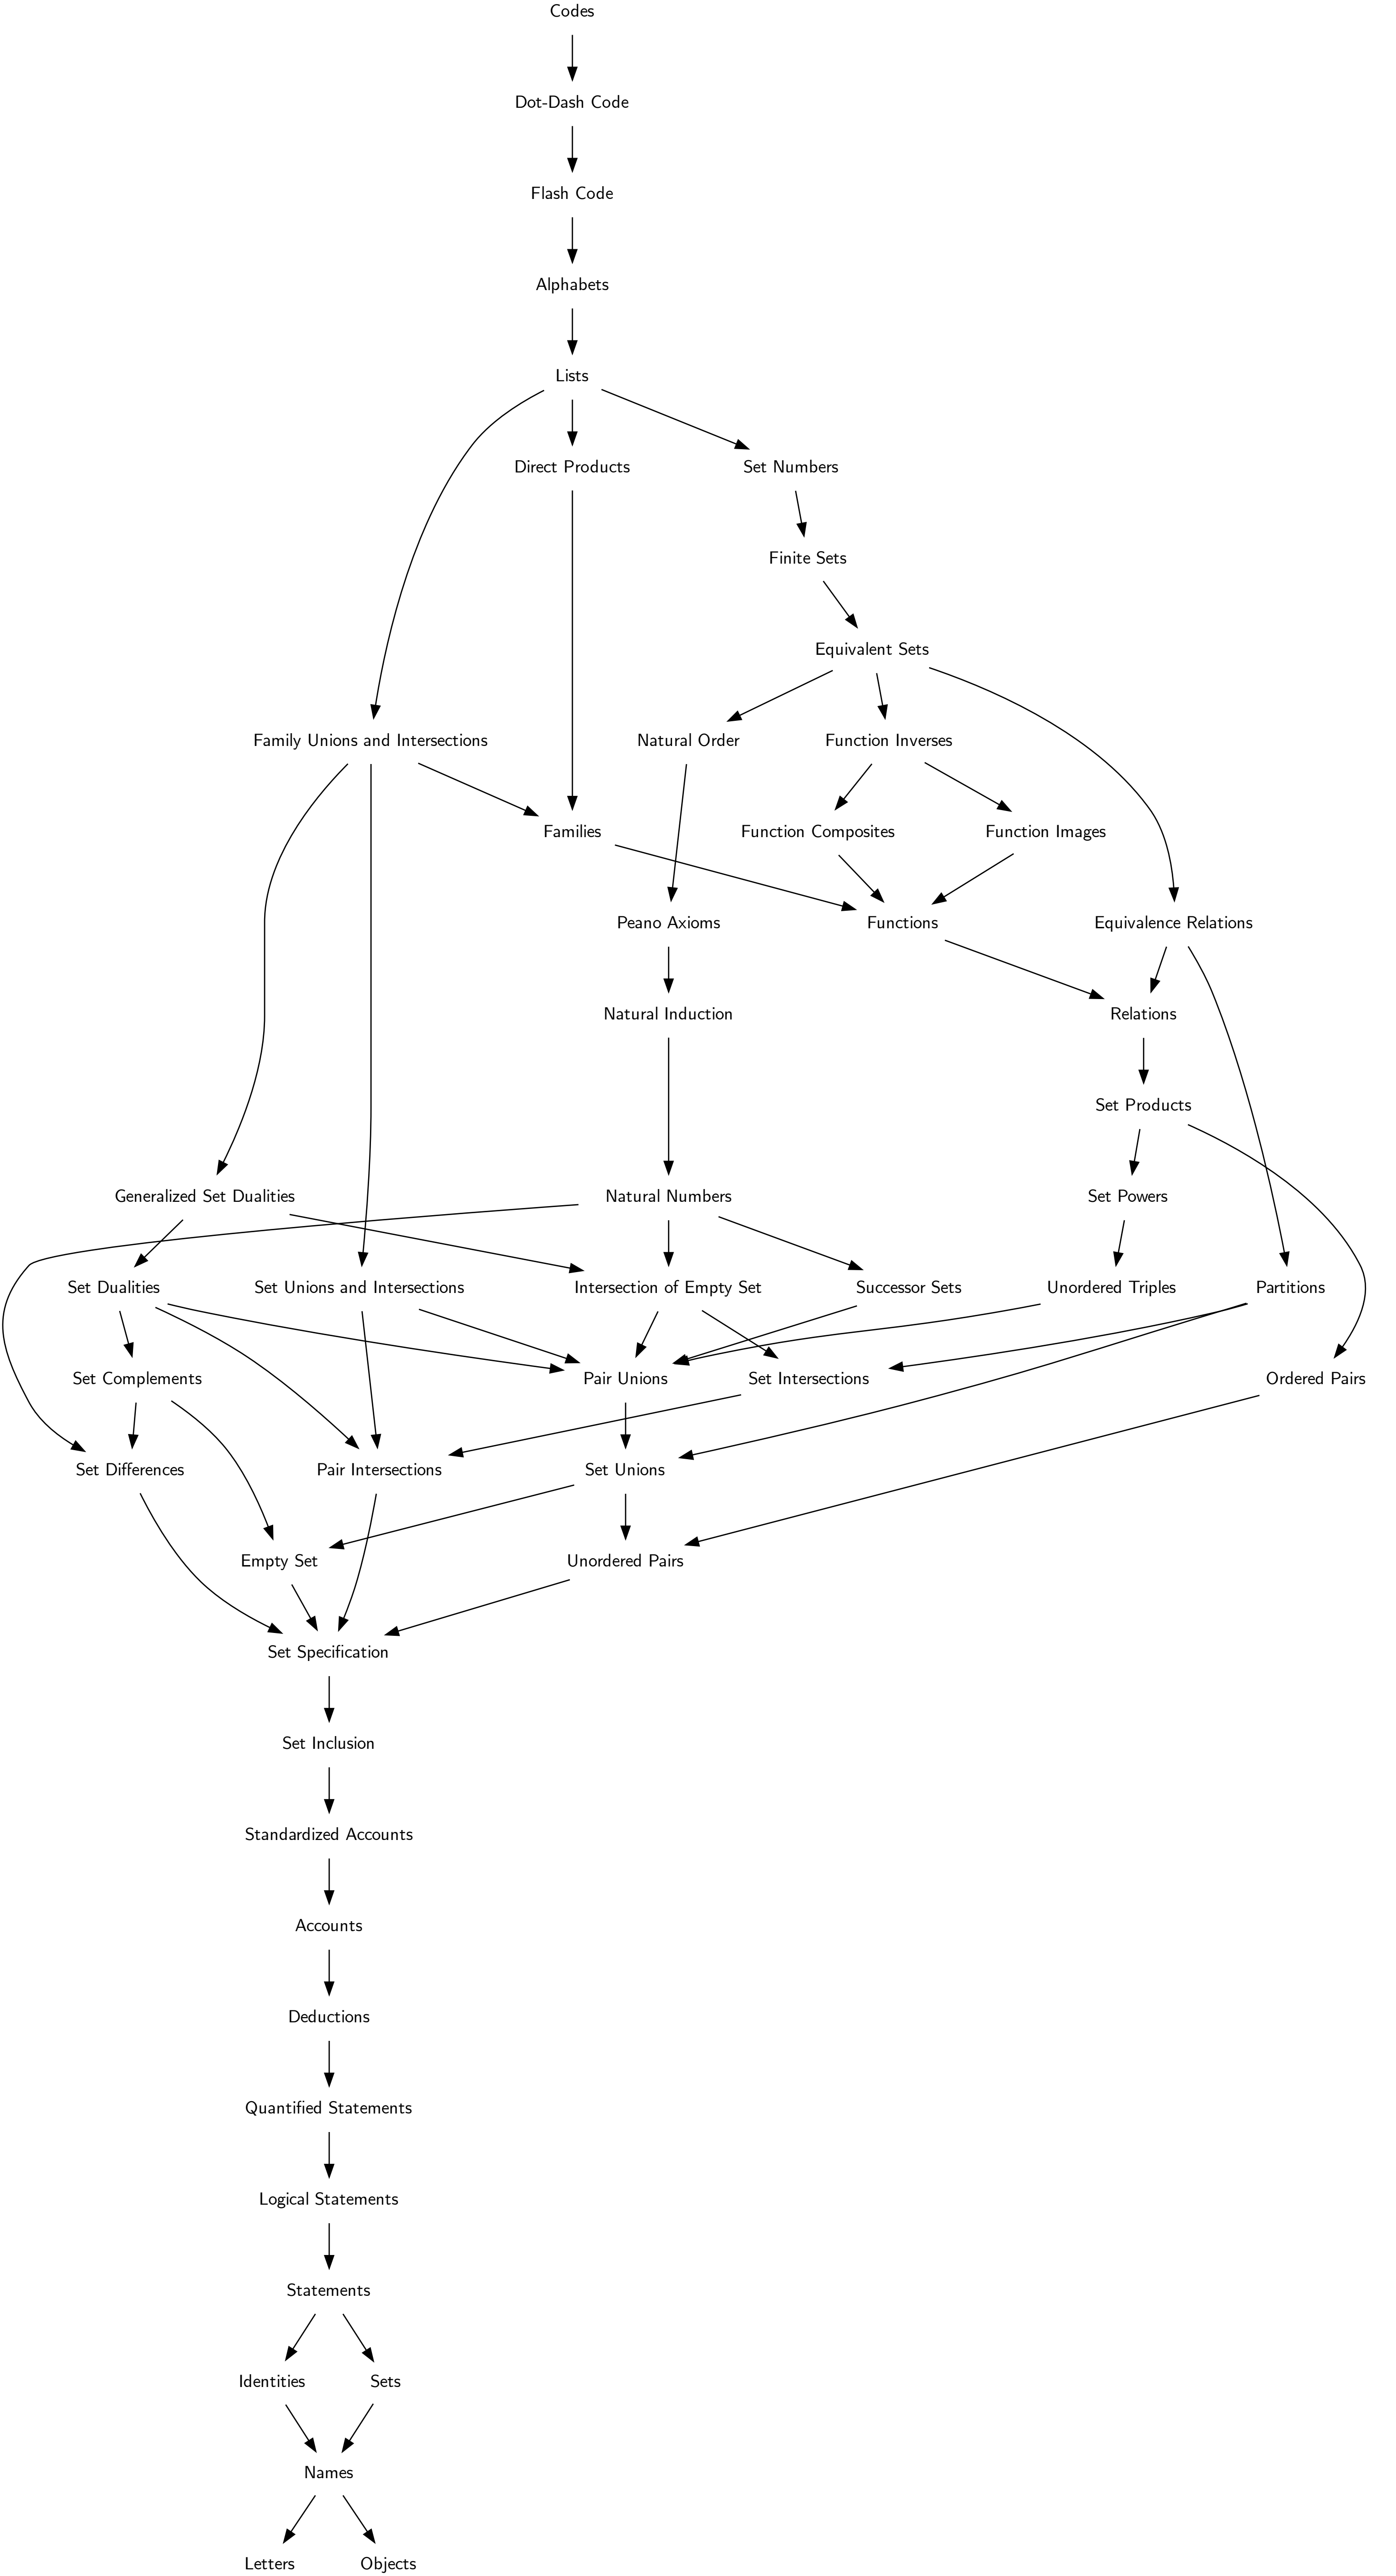 Codes
Dot-Dash Code
Flash Code
Alphabets
Lists
Direct Products
Set Numbers
Finite Sets
Equivalent Sets
Family Unions and Intersections
Natural Order
Function Inverses
Families
Function Composites
Function Images
Peano Axioms
Functions
Equivalence Relations
Natural Induction
Relations
Set Products
Generalized Set Dualities
Natural Numbers
Set Powers
Set Dualities
Set Unions and Intersections
Intersection of Empty Set
Successor Sets
Unordered Triples
Partitions
Set Complements
Pair Unions
Set Intersections
Ordered Pairs
Set Differences
Pair Intersections
Set Unions
Empty Set
Unordered Pairs
Set Specification
Set Inclusion
Standardized Accounts
Accounts
Deductions
Quantified Statements
Logical Statements
Statements
Identities
Sets
Names
Letters
Objects